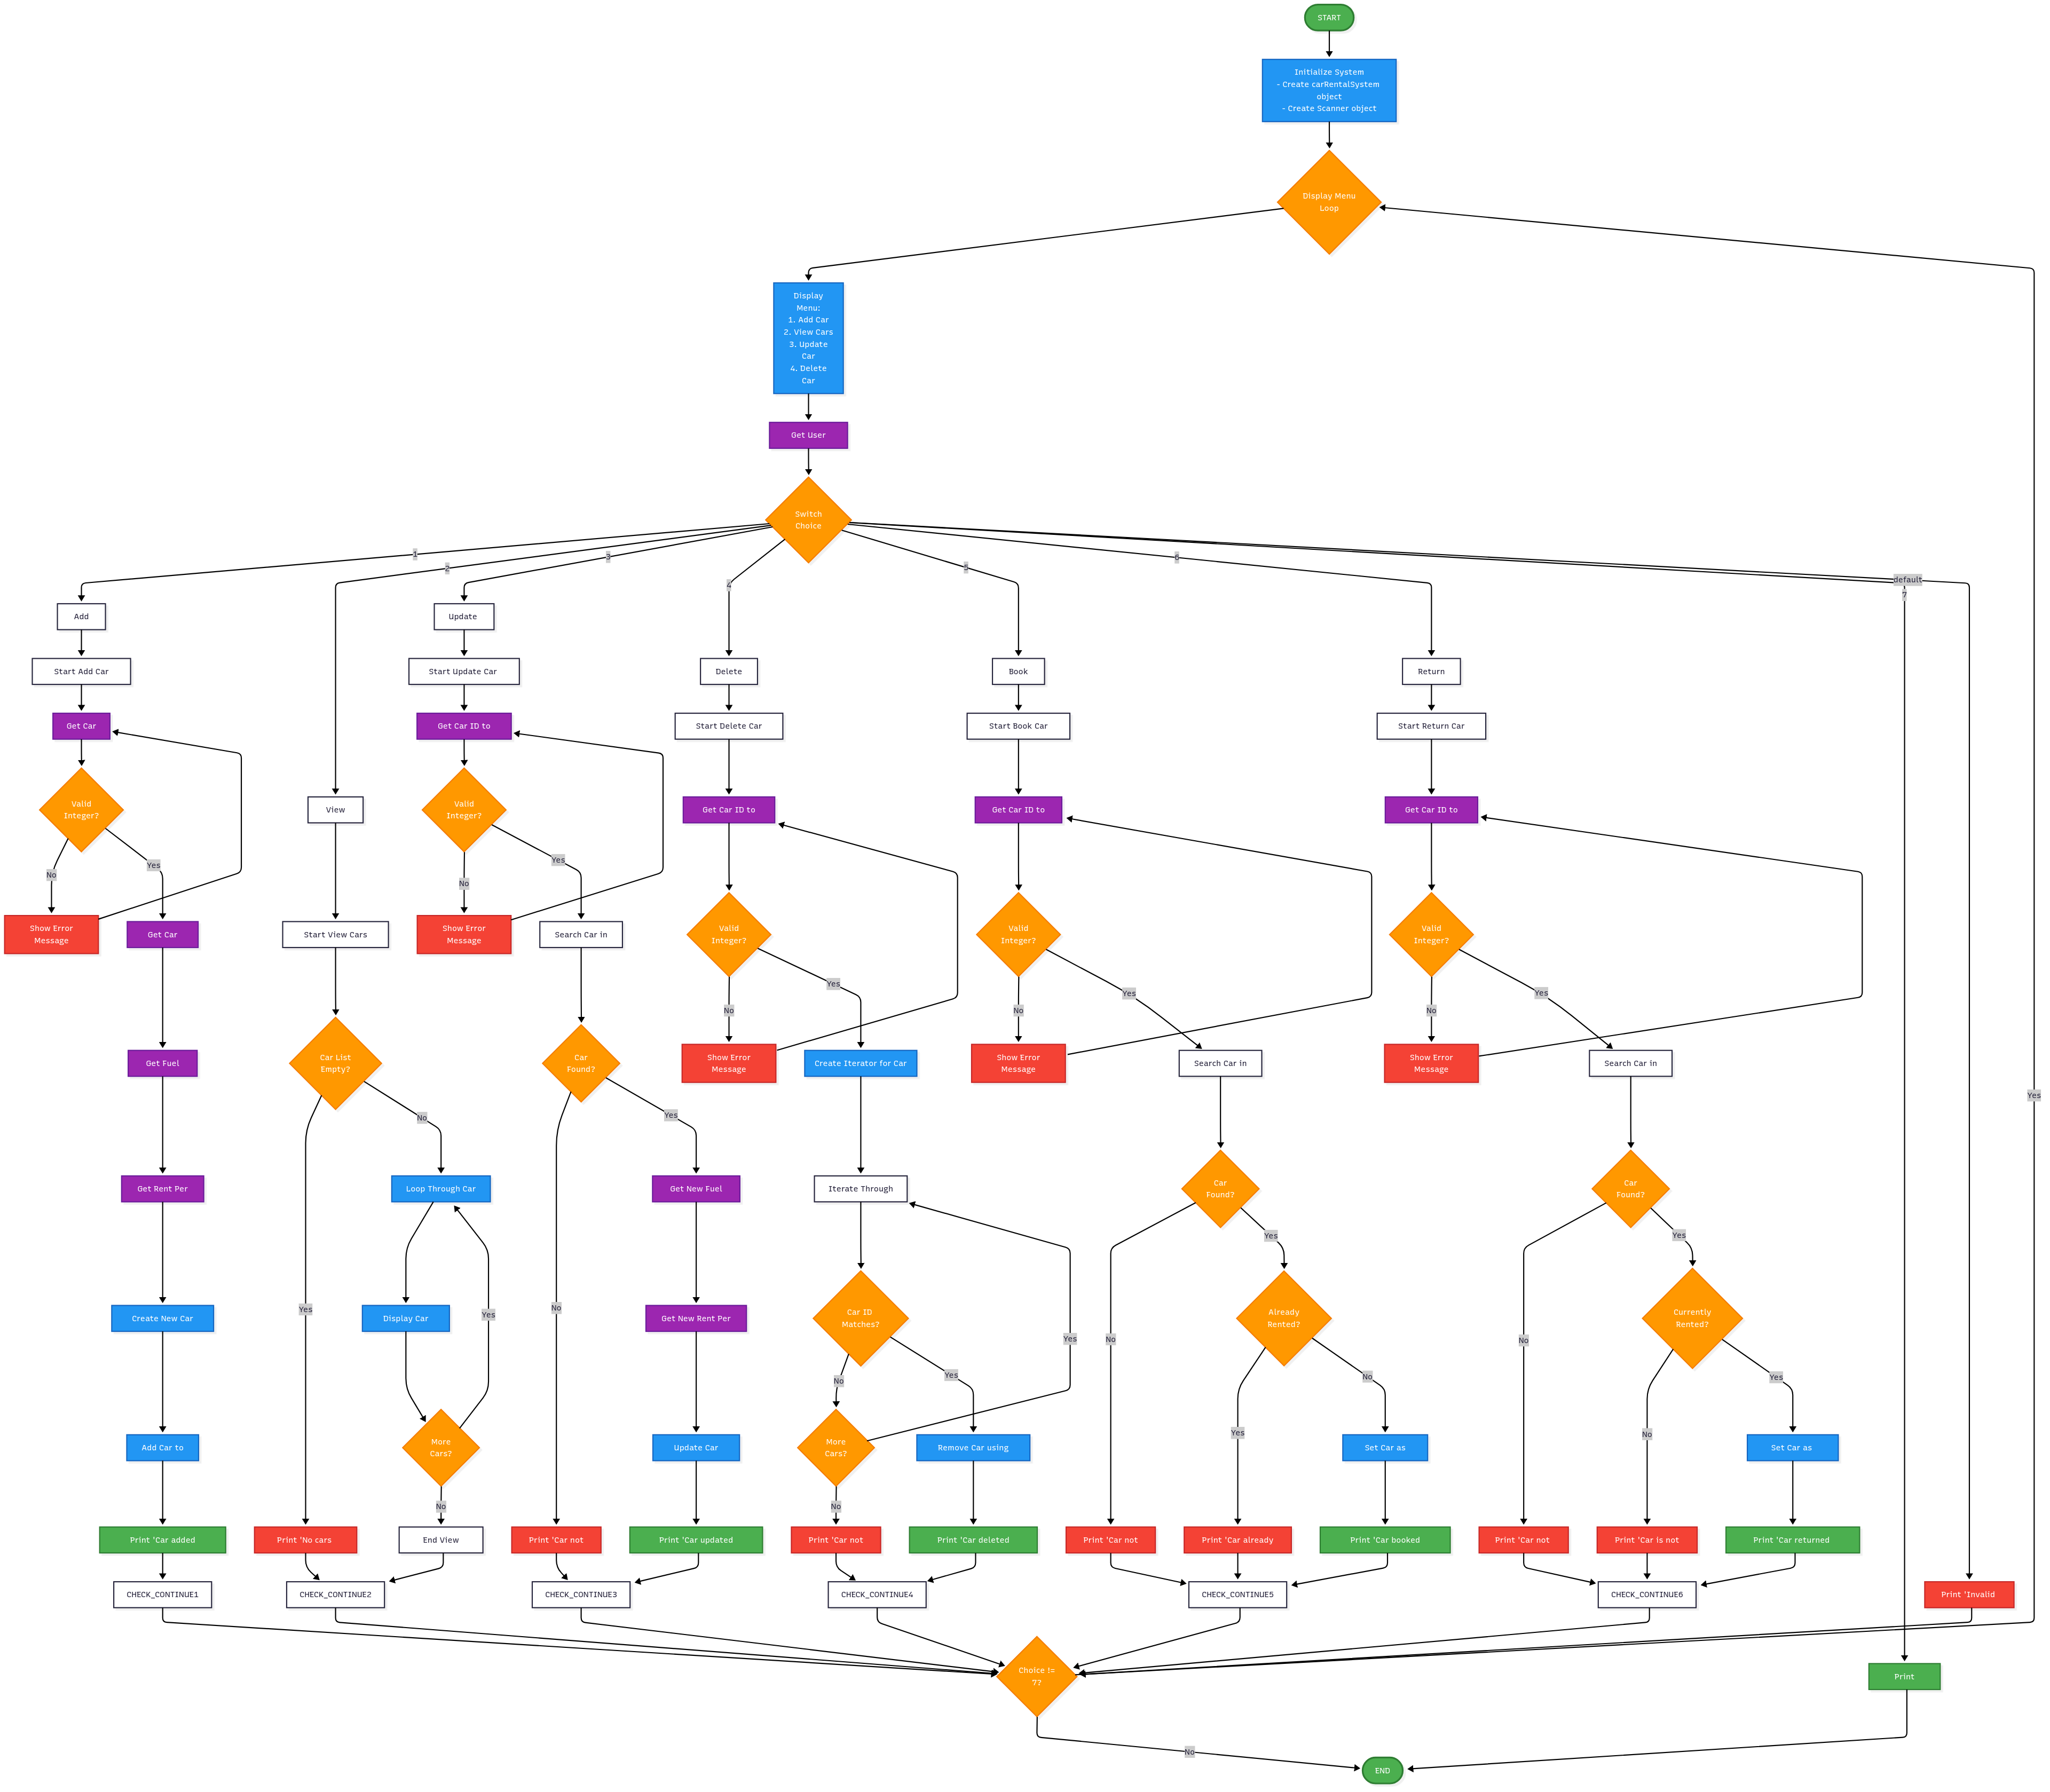 START
Initialize System
- Create carRentalSystem
object
- Create Scanner object
Display Menu
Loop
Display
Menu:
1. Add Car
2. View Cars
3. Update
Car
4. Delete
Car
Get User
Switch
Choice
1
2
3
4
5
6
default
7
Add
Start Add Car
Get Car
Valid
Integer?
No
Yes
Show Error
Message
Get Car
Get Fuel
Get Rent Per
Create New Car
Add Car to
Print 'Car added
CHECK_CONTINUE1
View
Start View Cars
Car List
Empty?
Yes
No
Loop Through Car
Display Car
Yes
More
Cars?
No
Print 'No cars
End View
CHECK_CONTINUE2
Update
Start Update Car
Get Car ID to
Valid
Integer?
No
Yes
Show Error
Message
Search Car in
Car
Found?
No
Yes
Get New Fuel
Get New Rent Per
Update Car
Print 'Car not
Print 'Car updated
CHECK_CONTINUE3
Delete
Start Delete Car
Get Car ID to
Valid
Integer?
No
Yes
Show Error
Message
Create Iterator for Car
Iterate Through
Car ID
Matches?
No
Yes
Yes
More
Cars?
Remove Car using
No
Print 'Car not
Print 'Car deleted
CHECK_CONTINUE4
Book
Start Book Car
Get Car ID to
Valid
Integer?
No
Yes
Show Error
Message
Search Car in
Car
Found?
No
Yes
Already
Rented?
Yes
No
Set Car as
Print 'Car not
Print 'Car already
Print 'Car booked
CHECK_CONTINUE5
Return
Start Return Car
Get Car ID to
Valid
Integer?
No
Yes
Show Error
Message
Search Car in
Car
Found?
No
Yes
Currently
Rented?
No
Yes
Set Car as
Print 'Car not
Print 'Car is not
Print 'Car returned
CHECK_CONTINUE6
Print 'Invalid
Yes
Choice !=
7?
Print
No
END